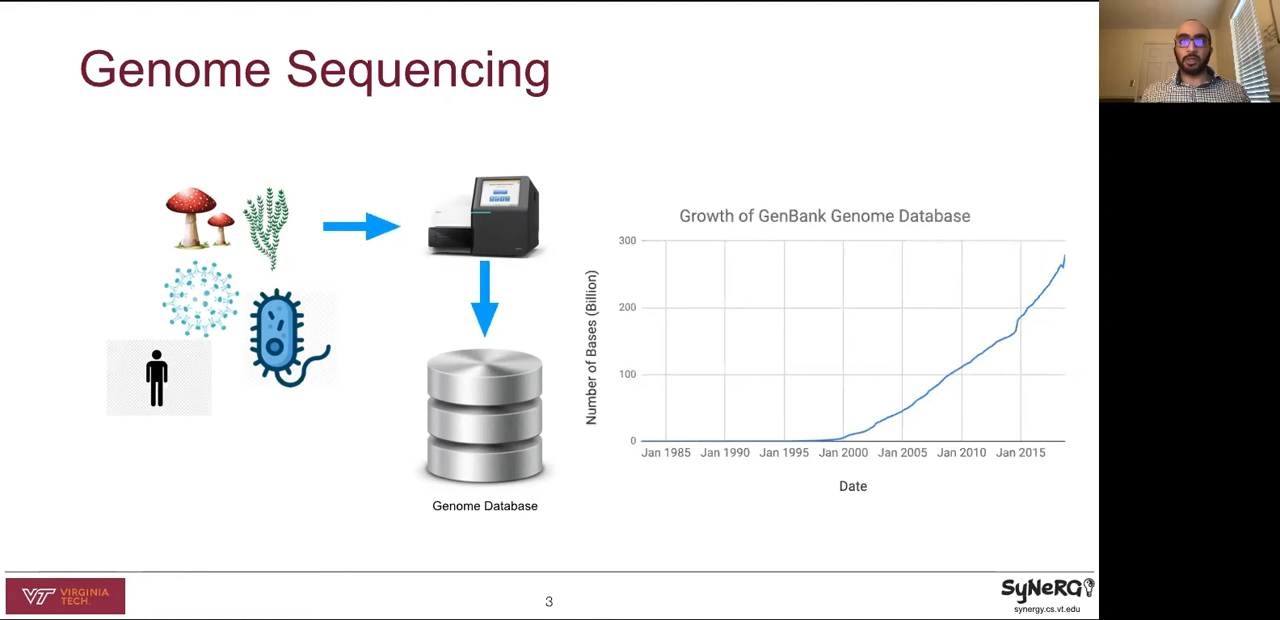 Genome Sequencing
Genome Database
Growth of GenBank Genome Database
Number of Bases (Billion)
300
200
100
0
Jan 1985 Jan 1990 Jan 1995 Jan 2000 Jan 2005 Jan 2010 Jan 2015
Date
VT VIRGINIA
TECH.
3
SyNeRGy
synergy.cs.vt.edu